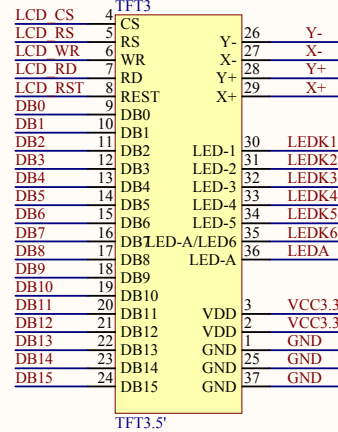 TFT3
LCD_CS 4 CS
LCD_RS 5 RS
LCD_WR 6 WR
LCD_RD 7 RD
LCD_RST 8 REST
DB0 9 DB0
DB1 10 DB1
DB2 11 DB2
DB3 12 DB3
DB4 13 DB4
DB5 14 DB5
DB6 15 DB6
DB7 16 DB7
DB8 17 DB8
DB9 18 DB9
DB10 19 DB10
DB11 20 DB11
DB12 21 DB12
DB13 22 DB13
DB14 23 DB14
DB15 24 DB15
Y- 26 Y-
X- 27 X-
Y+ 28 Y+
X+ 29 X+
LED-1 30 LEDK1
LED-2 31 LEDK2
LED-3 32 LEDK3
LED-4 33 LEDK4
LED-5 34 LEDK5
LED-A/LED6 35 LEDK6
LED-A 36 LEDA
VDD 3 VCC3.3
VDD 2 VCC3.3
GND 1 GND
GND 25 GND
GND 37 GND
TFT3.5'